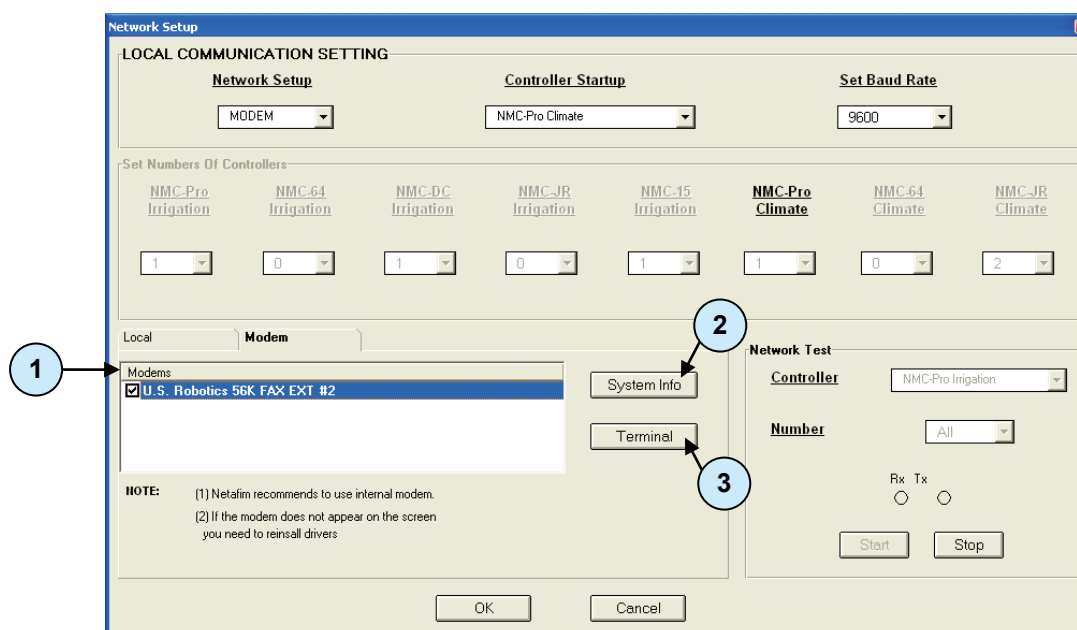 Network Setup
LOCAL COMMUNICATION SETTING
Network Setup Controller Startup Set Baud Rate
MODEM NMC-Pro Climate 9600
Set Numbers Of Controllers
NMC-Pro Irrigation NMC-64 Irrigation NMC-DC Irrigation NMC-JR Irrigation NMC-15 Irrigation NMC-Pro Climate NMC-64 Climate NMC-JR Climate
1 0 1 0 1 1 0 2
Local Modem
1
Modems
U.S. Robotics 56K FAX EXT #2
2
System Info
Terminal
3
NOTE: (1) Netafim recommends to use internal modem.
(2) If the modem does not appear on the screen
you need to reinsall drivers
Network Test
Controller NMC-Pro Irrigation
Number All
Rx Tx
Start Stop
OK Cancel